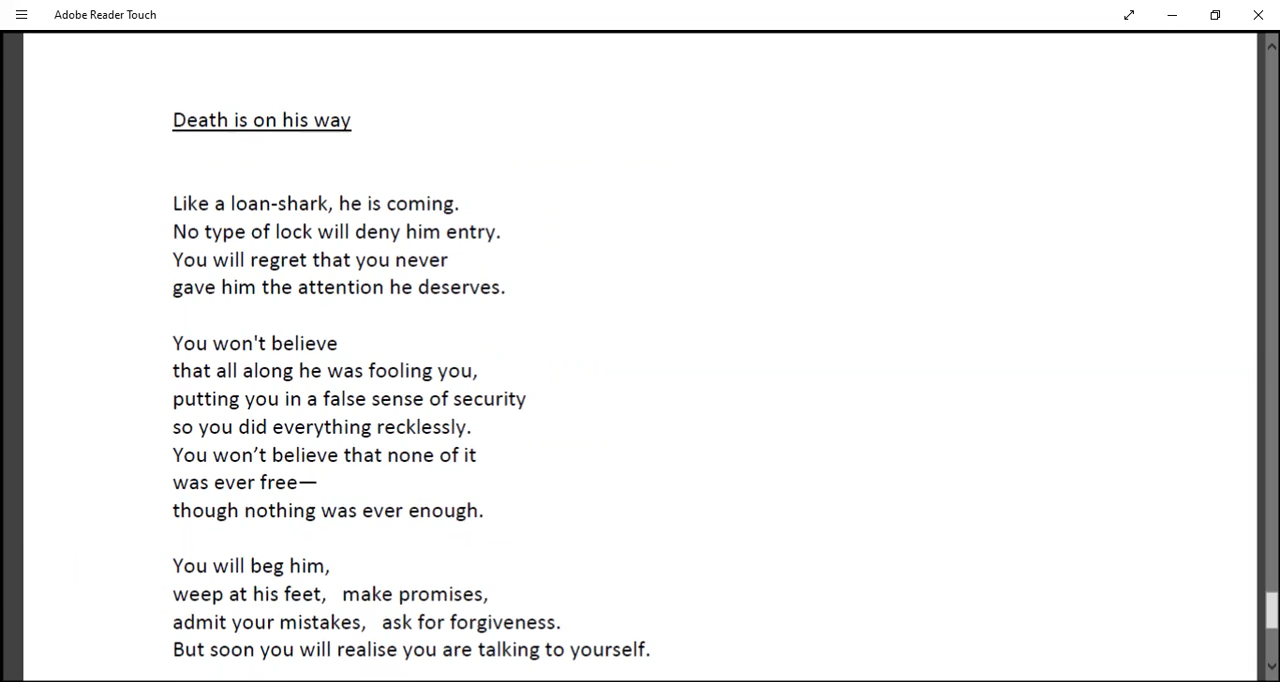 Adobe Reader Touch
Death is on his way
Like a loan-shark, he is coming.
No type of lock will deny him entry.
You will regret that you never
gave him the attention he deserves.
You won't believe
that all along he was fooling you,
putting you in a false sense of security
so you did everything recklessly.
You won’t believe that none of it
was ever free—
though nothing was ever enough.
You will beg him,
weep at his feet,   make promises,
admit your mistakes,   ask for forgiveness.
But soon you will realise you are talking to yourself.